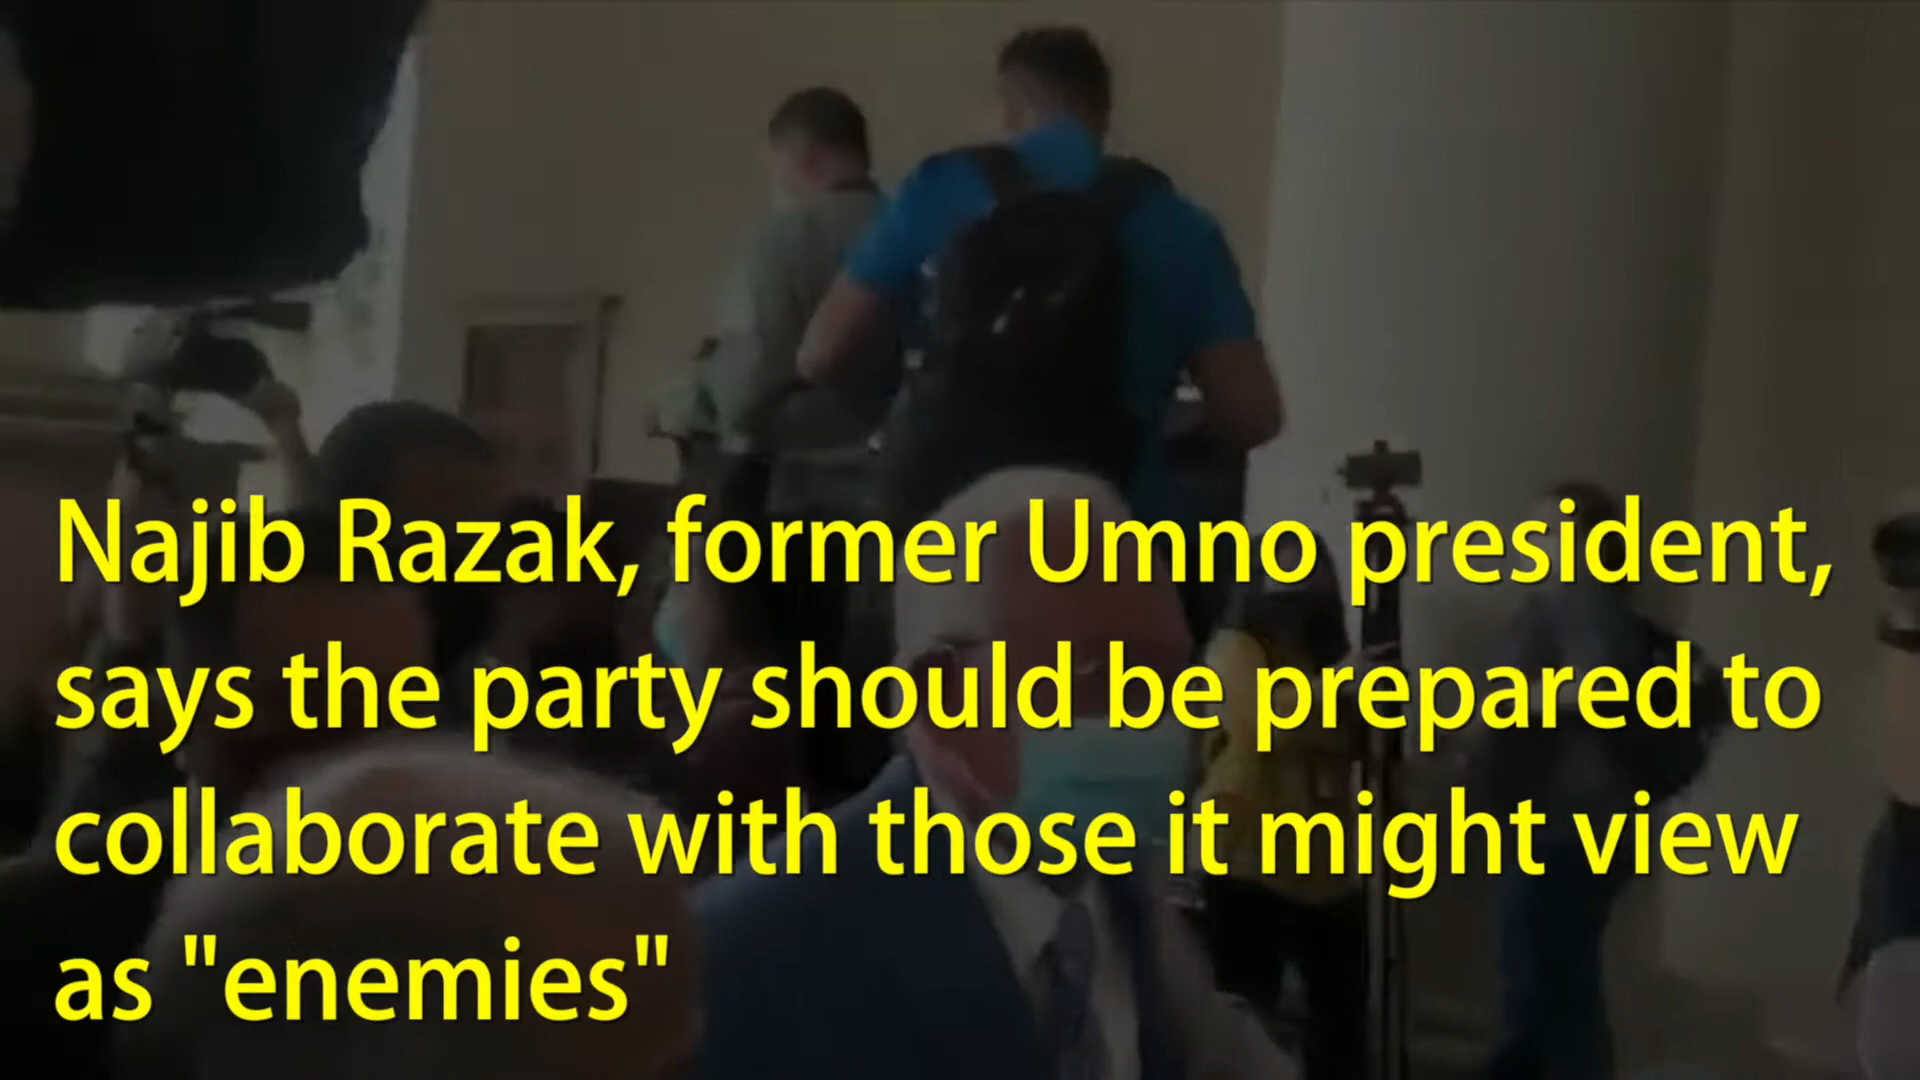 Najib Razak, former Umno president,
says the party should be prepared to
collaborate with those it might view
as "enemies"